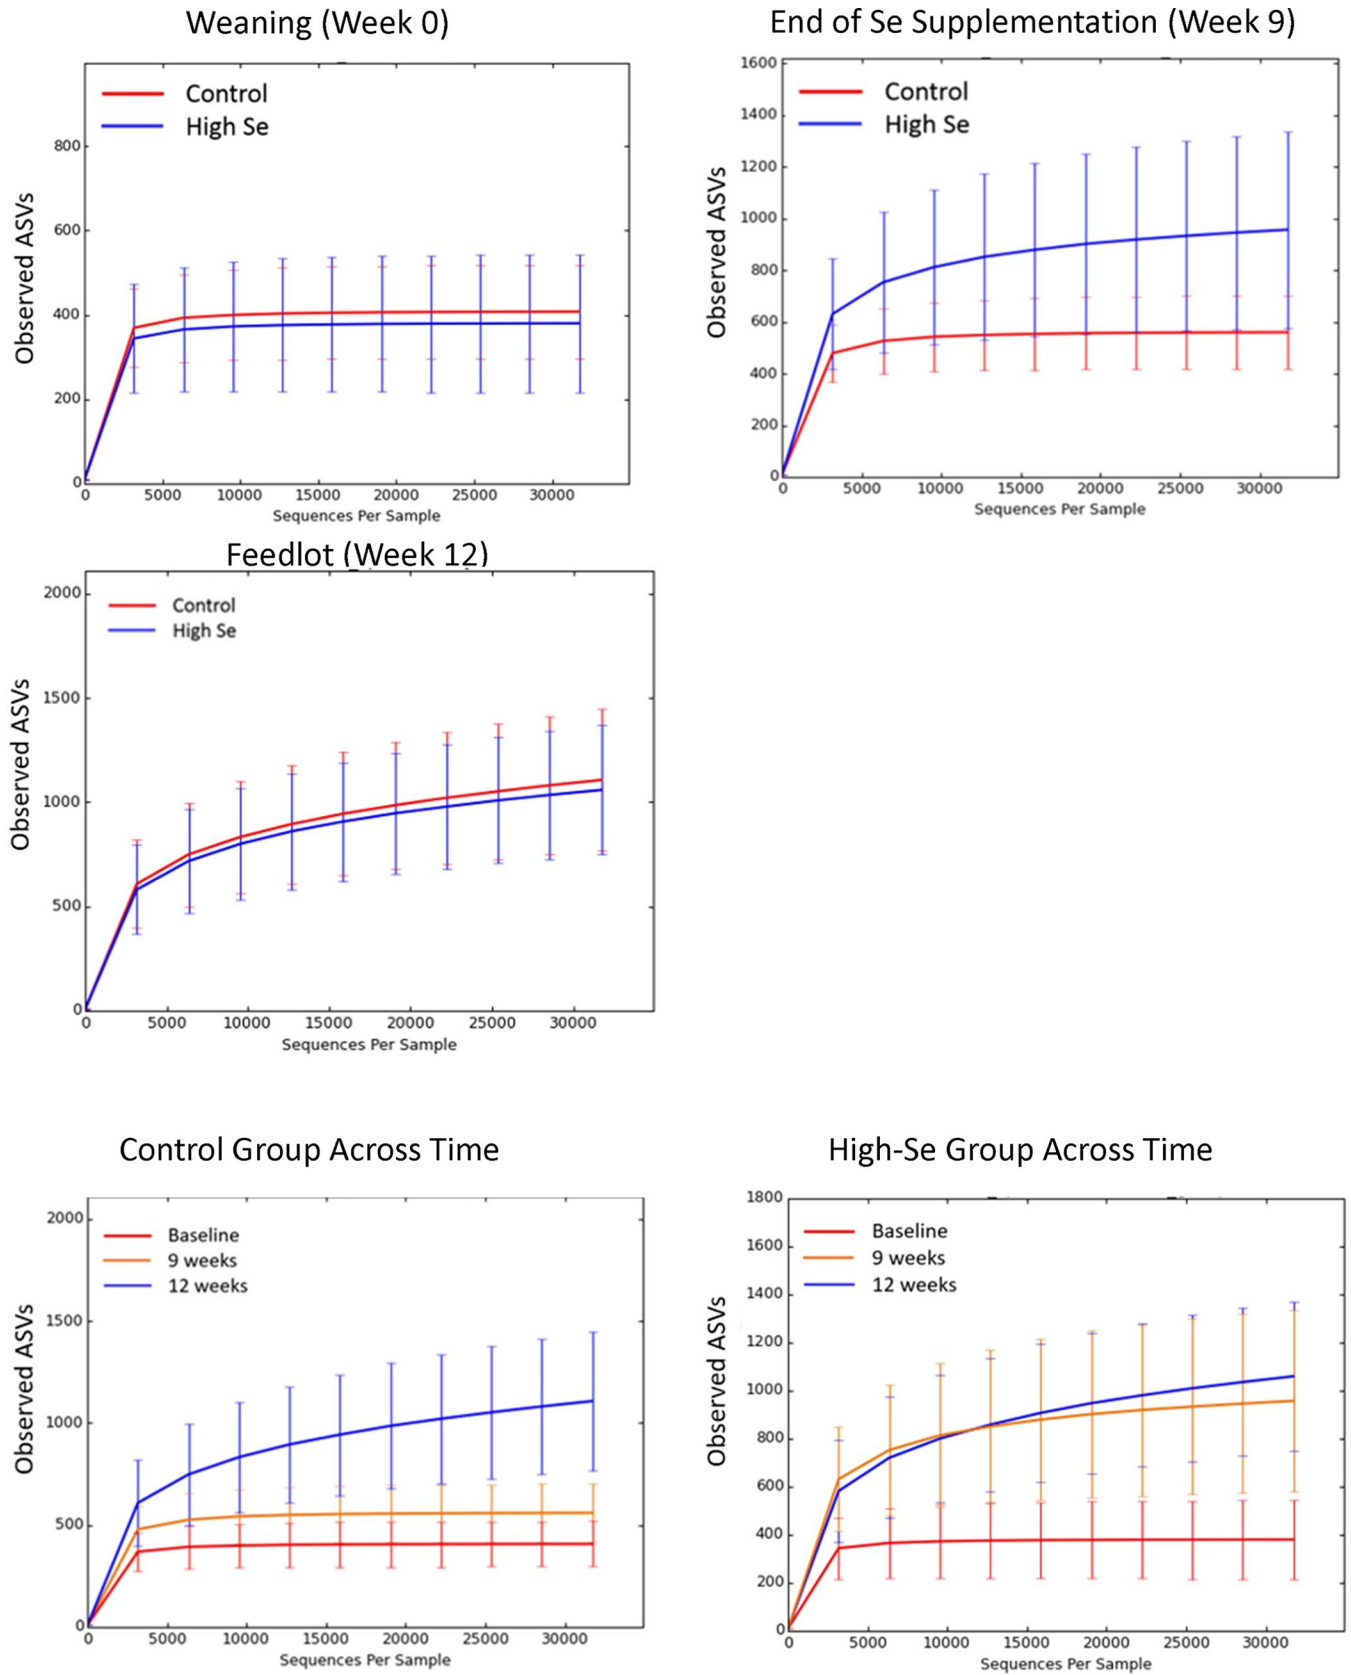 Weaning (Week 0)
Control
High Se
800
600
400
200
0
Observed ASVs
0 5000 10000 15000 20000 25000 30000
Sequences Per Sample
End of Se Supplementation (Week 9)
Control
High Se
1600
1400
1200
1000
800
600
400
200
0
Observed ASVs
0 5000 10000 15000 20000 25000 30000
Sequences Per Sample
Feedlot (Week 12)
Control
High Se
2000
1500
1000
500
0
Observed ASVs
0 5000 10000 15000 20000 25000 30000
Sequences Per Sample
Control Group Across Time
Baseline
9 weeks
12 weeks
2000
1500
1000
500
0
Observed ASVs
0 5000 10000 15000 20000 25000 30000
Sequences Per Sample
High-Se Group Across Time
Baseline
9 weeks
12 weeks
1800
1600
1400
1200
1000
800
600
400
200
0
Observed ASVs
0 5000 10000 15000 20000 25000 30000
Sequences Per Sample